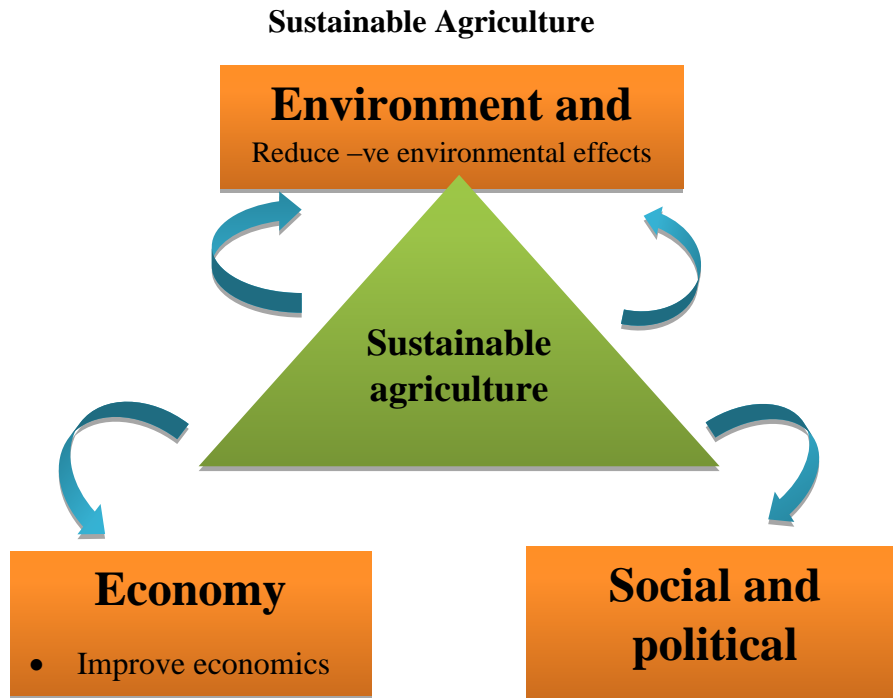 Sustainable Agriculture
Environment and
Reduce –ve environmental effects
Sustainable
agriculture
Economy
• Improve economics
Social and
political